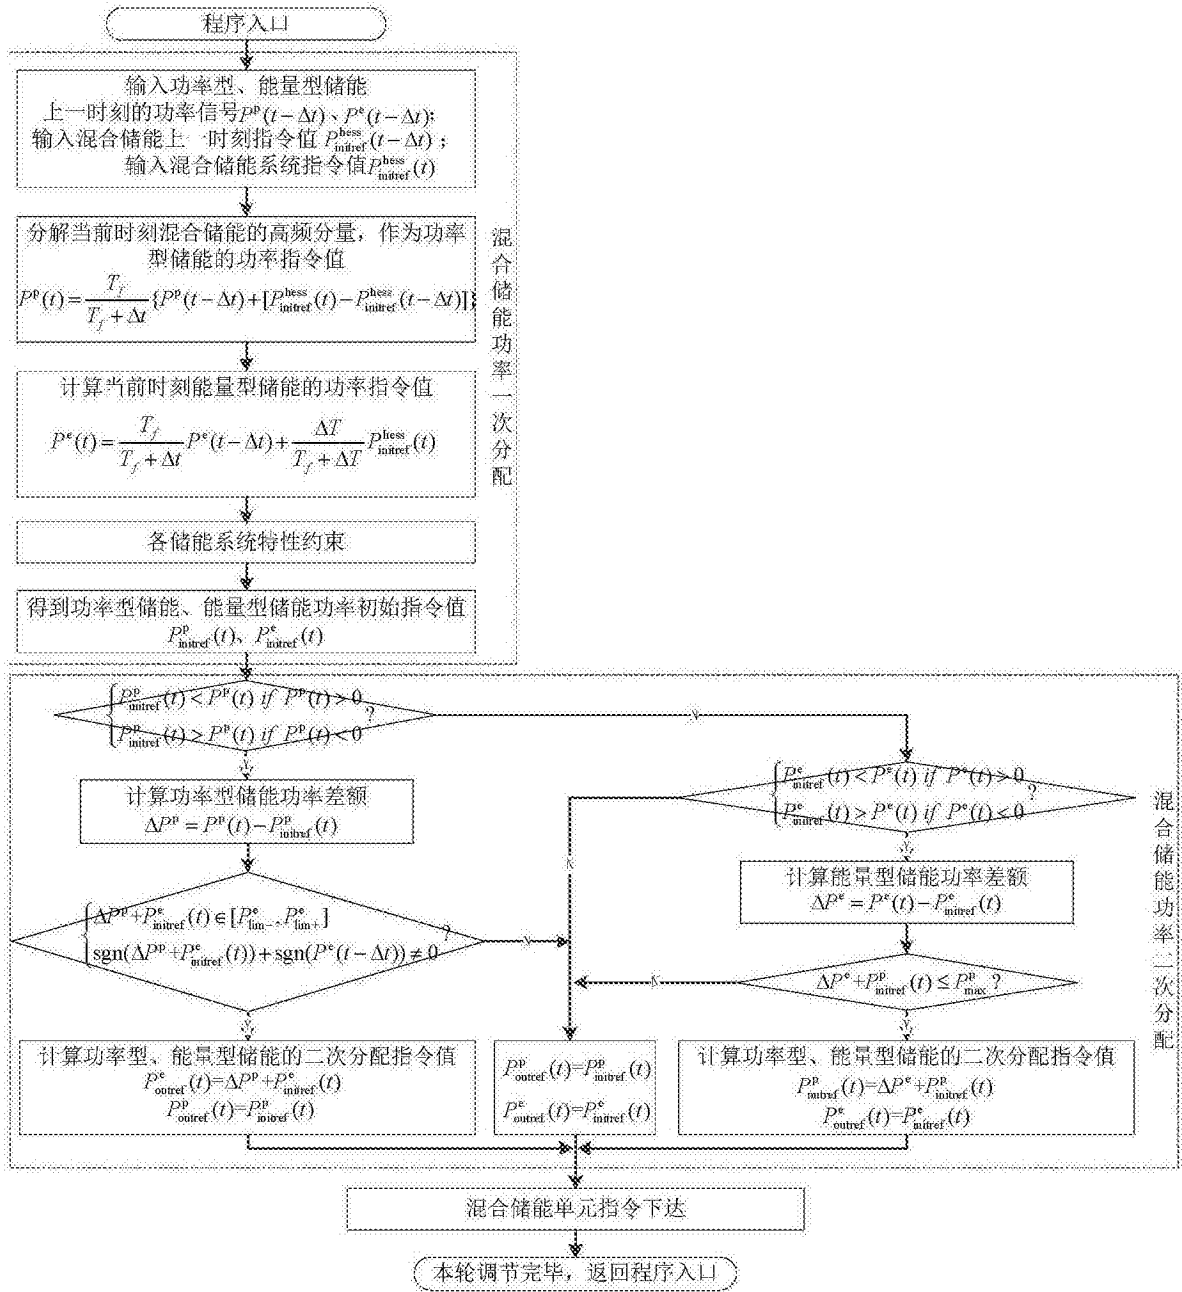 程序入口
输入功率型、能量型储能
上一时刻的功率信号P^p(t−Δt)、P^e(t−Δt);
输入混合储能上一时刻指令值 P^hess_initref(t−Δt) ;
输入混合储能系统指令值P^hess_initref(t)
分解当前时刻混合储能的高频分量，作为功率
型储能的功率指令值
P^p(t)=T_f/(T_f+Δt){P^p(t−Δt)+[P^hess_initref(t)−P^hess_initref(t−Δt)]}
计算当前时刻能量型储能的功率指令值
P^e(t)=T_f/(T_f+Δt)P^e(t−Δt)+ΔT/(T_f+ΔT)P^hess_initref(t)
各储能系统特性约束
得到功率型储能、能量型储能功率初始指令值
P^p_initref(t)、P^e_initref(t)
混合储能功率一次分配
P^p_initref(t)<P^p(t) if P^p(t)>0
P^p_initref(t)>P^p(t) if P^p(t)<0
?
N
Y
计算功率型储能功率差额
ΔP^p=P^p(t)−P^p_initref(t)
P^e_initref(t)<P^e(t) if P^e(t)>0
P^e_initref(t)>P^e(t) if P^e(t)<0
?
N
Y
计算能量型储能功率差额
ΔP^e=P^e(t)−P^e_initref(t)
ΔP^p+P^e_initref(t)∈[P^e_lim−,P^e_lim+]
sgn(ΔP^p+P^e_initref(t))+sgn(P^e(t−Δt))≠0
?
N
Y
ΔP^e+P^p_initref(t)≤P^p_max?
N
Y
计算功率型、能量型储能的二次分配指令值
P^e_outref(t)=ΔP^p+P^e_initref(t)
P^p_outref(t)=P^p_initref(t)
P^p_outref(t)=P^p_initref(t)
P^e_outref(t)=P^e_initref(t)
计算功率型、能量型储能的二次分配指令值
P^p_outref(t)=ΔP^e+P^p_initref(t)
P^e_outref(t)=P^e_initref(t)
混合储能功率二次分配
混合储能单元指令下达
本轮调节完毕，返回程序入口